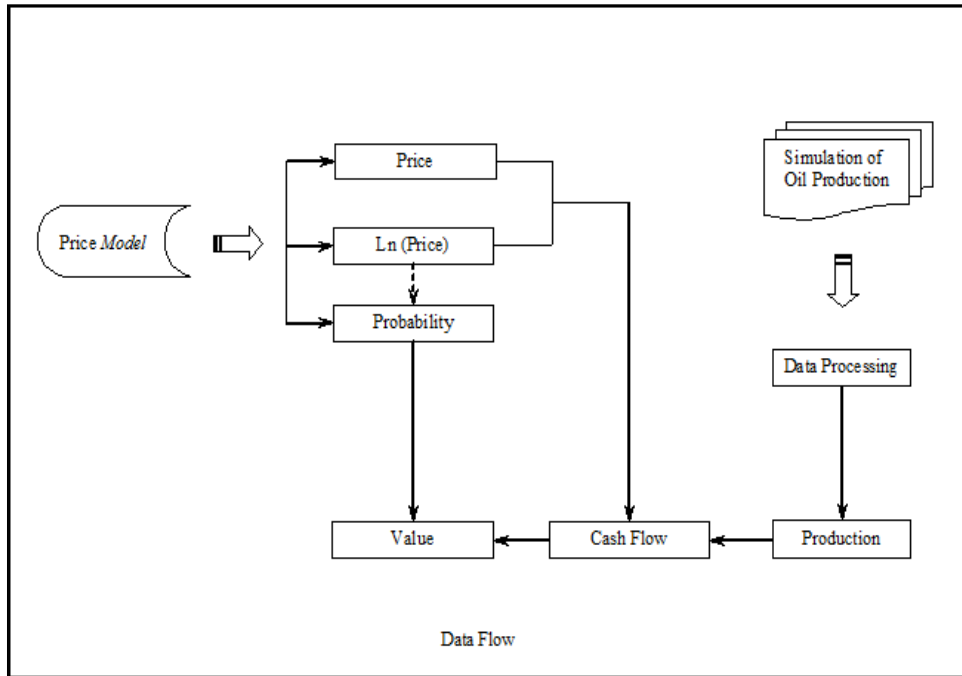 Price
Simulation of
Oil Production
Price Model
Ln (Price)
Probability
Data Processing
Value
Cash Flow
Production
Data Flow